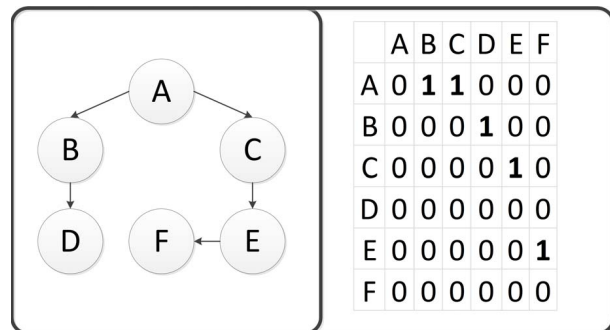 A
B C
D F E
A B C D E F
A 0 1 1 0 0 0
B 0 0 0 1 0 0
C 0 0 0 0 1 0
D 0 0 0 0 0 0
E 0 0 0 0 0 1
F 0 0 0 0 0 0